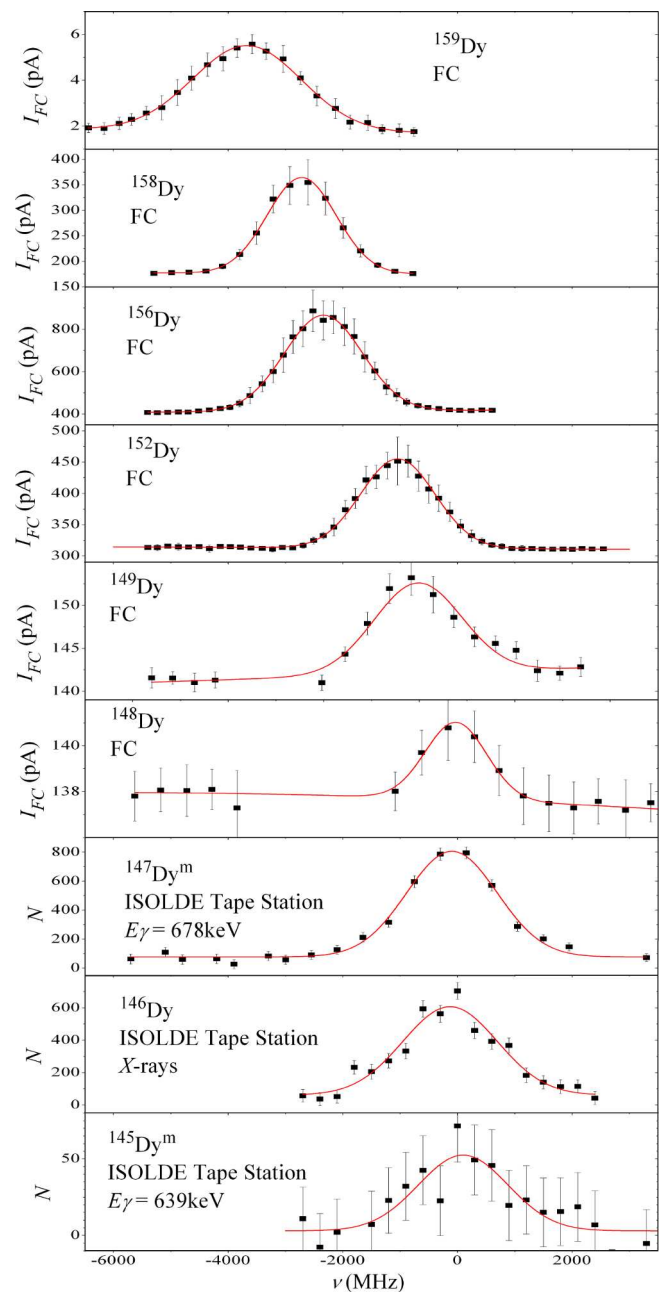 6
4
2
I_FC (pA)
¹⁵⁹Dy
FC
400
350
300
250
200
150
I_FC (pA)
¹⁵⁸Dy
FC
800
600
400
I_FC (pA)
¹⁵⁶Dy
FC
500
450
400
350
300
I_FC (pA)
¹⁵²Dy
FC
150
145
140
I_FC (pA)
¹⁴⁹Dy
FC
140
138
I_FC (pA)
¹⁴⁸Dy
FC
800
600
400
200
0
N
¹⁴⁷Dyᵐ
ISOLDE Tape Station
Eγ = 678keV
600
400
200
0
N
¹⁴⁶Dy
ISOLDE Tape Station
X-rays
50
0
N
¹⁴⁵Dyᵐ
ISOLDE Tape Station
Eγ = 639keV
-6000 -4000 -2000 0 2000
ν (MHz)